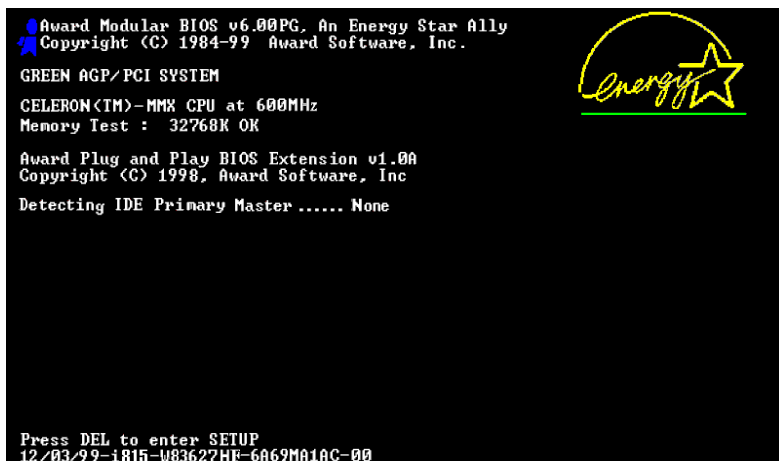 Award Modular BIOS v6.00PG, An Energy Star Ally
Copyright (C) 1984-99 Award Software, Inc.
energy
GREEN AGP/PCI SYSTEM
CELERON(TM)-MMX CPU at 600MHz
Memory Test : 32768K OK
Award Plug and Play BIOS Extension v1.0A
Copyright (C) 1998, Award Software, Inc
Detecting IDE Primary Master ...... None
Press DEL to enter SETUP
12/03/99-i815-W83627HF-6A69MA1AC-00